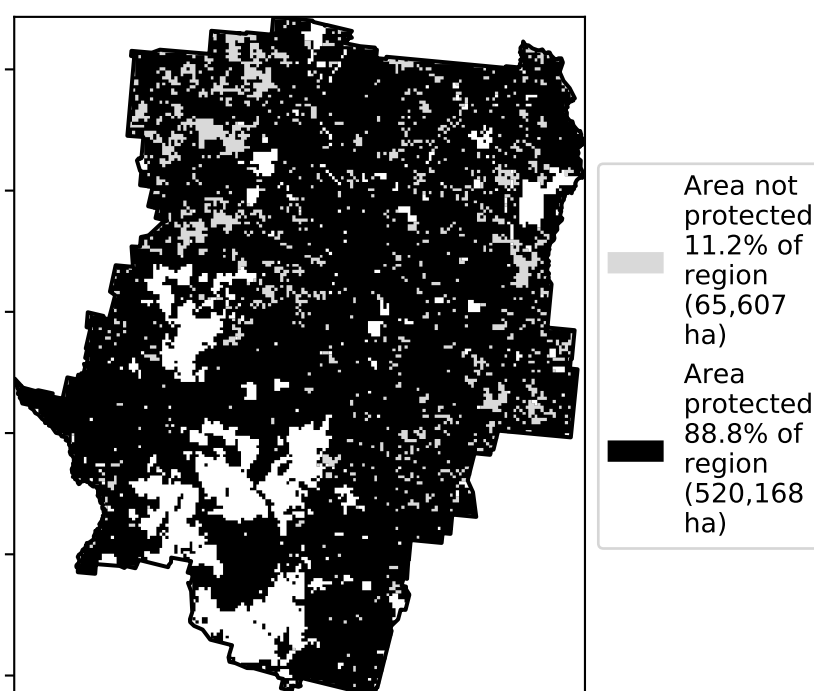 Area not
protected
11.2% of
region
(65,607
ha)
Area
protected
88.8% of
region
(520,168
ha)